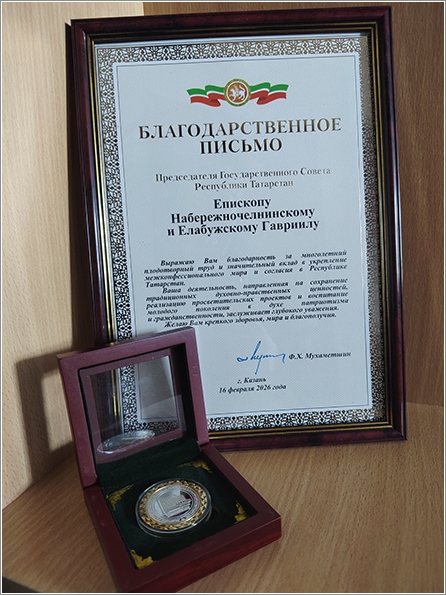 БЛАГОДАРСТВЕННОЕ
ПИСЬМО
Председателя Государственного Совета
Республики Татарстан
Епископу
Набережночелнинскому
и Елабужскому Гавриилу
Выражаю Вам благодарность за многолетний
плодотворный труд и значительный вклад в укрепление
межконфессионального мира и согласия в Республике
Татарстан.
Ваша деятельность, направленная на сохранение
традиционных духовно-нравственных ценностей,
реализацию просветительских проектов и воспитание
молодого поколения в духе патриотизма
и гражданственности, заслуживает глубокого уважения.
Желаю Вам крепкого здоровья, мира и благополучия.
Ф.Х. Мухаметшин
г. Казань
16 февраля 2026 года